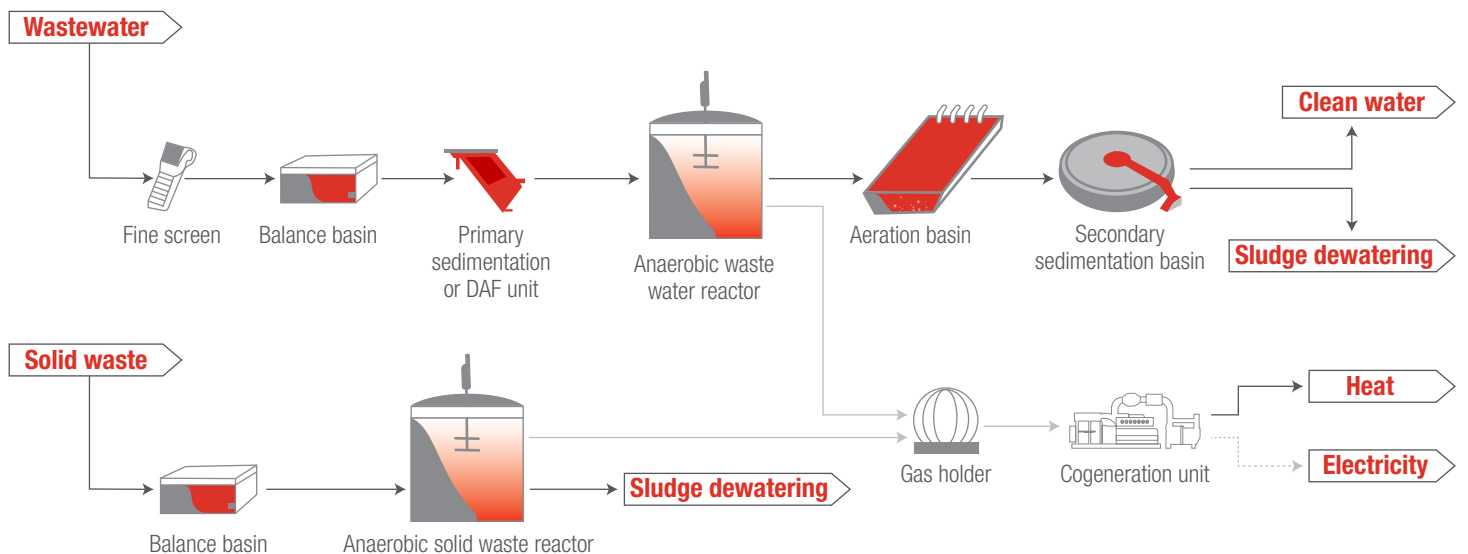 Wastewater
Clean water
Fine screen
Balance basin
Primary
sedimentation
or DAF unit
Anaerobic waste
water reactor
Aeration basin
Secondary
sedimentation basin
Sludge dewatering
Solid waste
Heat
Gas holder
Cogeneration unit
Electricity
Sludge dewatering
Balance basin
Anaerobic solid waste reactor